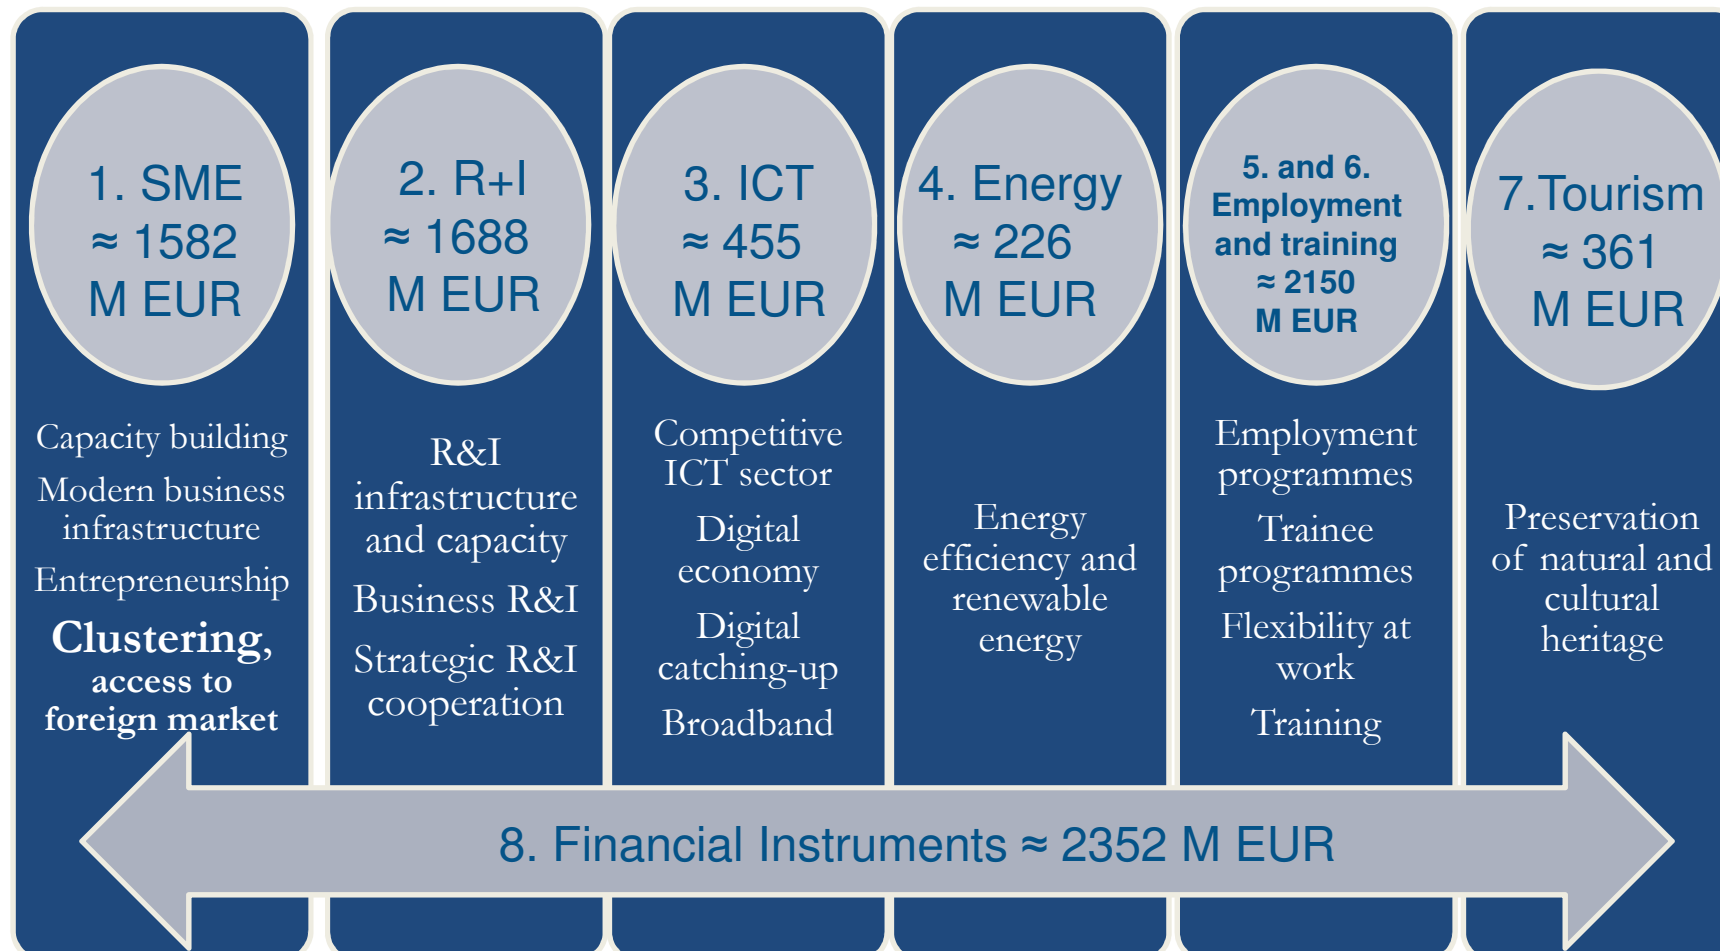 1. SME
≈ 1582
M EUR
Capacity building
Modern business
infrastructure
Entrepreneurship
Clustering,
access to
foreign market
2. R+I
≈ 1688
M EUR
R&I
infrastructure
and capacity
Business R&I
Strategic R&I
cooperation
3. ICT
≈ 455
M EUR
Competitive
ICT sector
Digital
economy
Digital
catching-up
Broadband
4. Energy
≈ 226
M EUR
Energy
efficiency and
renewable
energy
5. and 6.
Employment
and training
≈ 2150
M EUR
Employment
programmes
Trainee
programmes
Flexibility at
work
Training
7.Tourism
≈ 361
M EUR
Preservation
of natural and
cultural
heritage
8. Financial Instruments ≈ 2352 M EUR